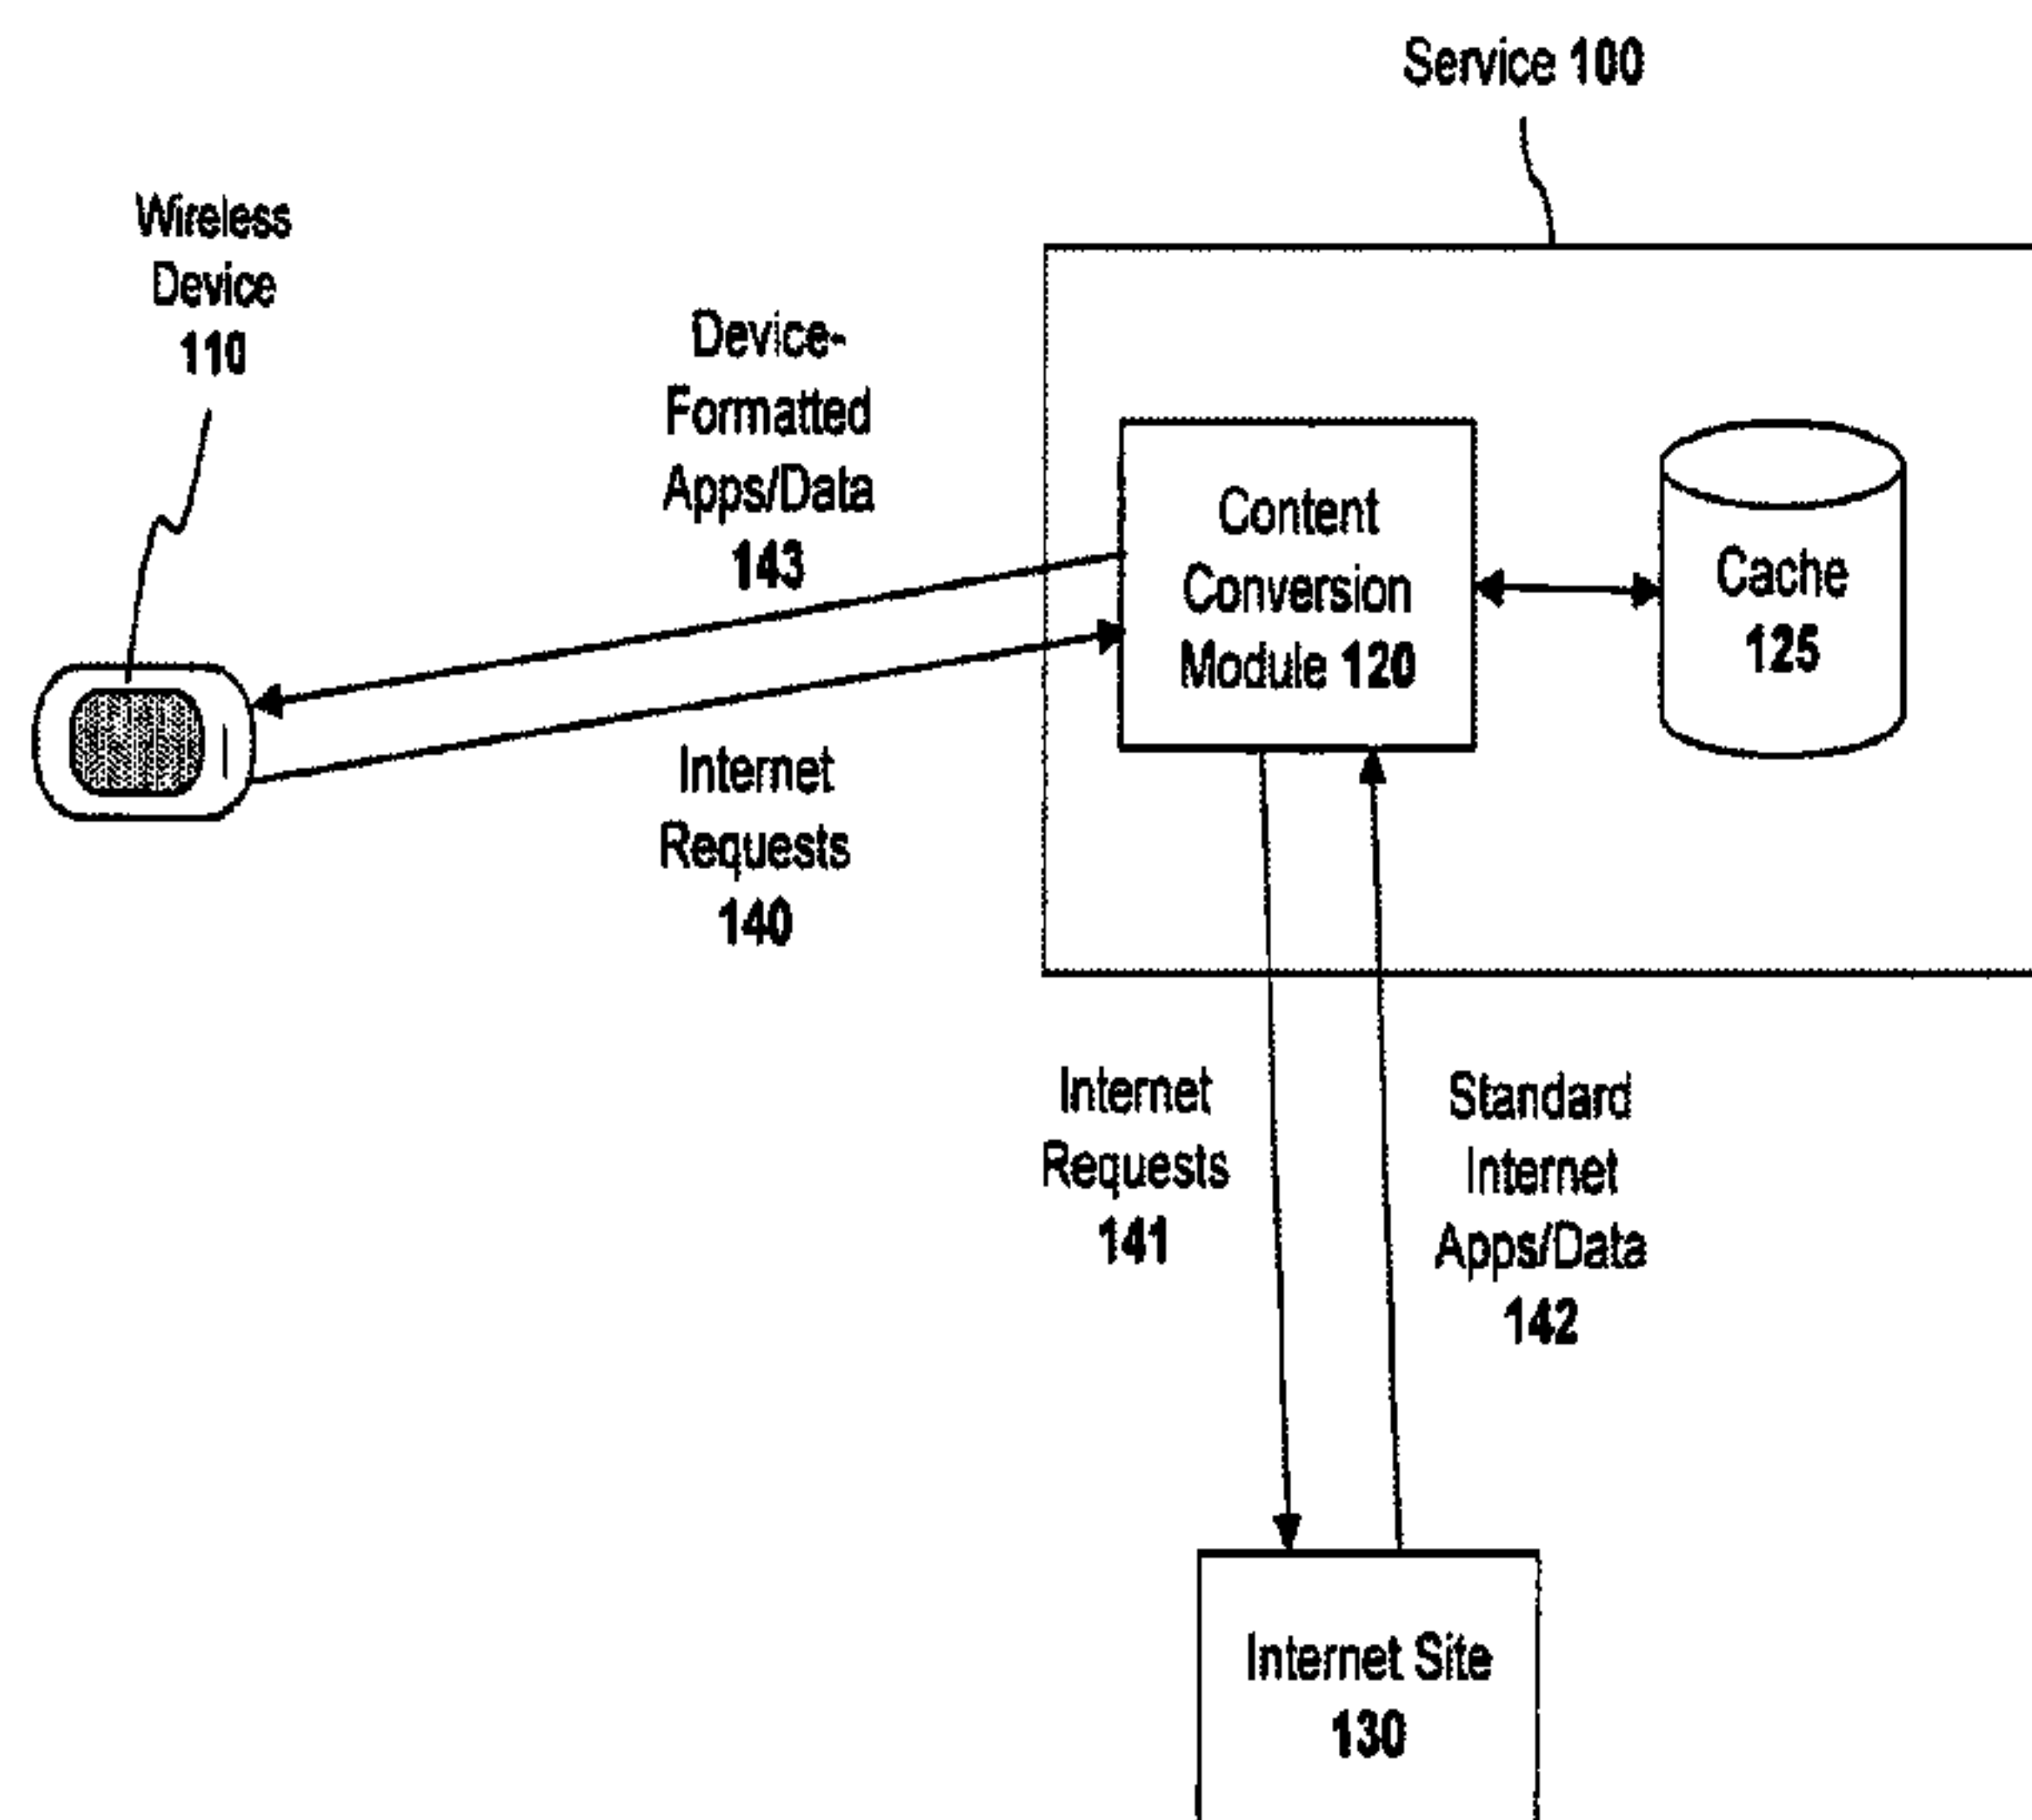 Service 100
Wireless
Device
110
Device-
Formatted
Apps/Data
143
Content
Conversion
Module 120
Cache
125
Internet
Requests
140
Internet
Requests
141
Standard
Internet
Apps/Data
142
Internet Site
130